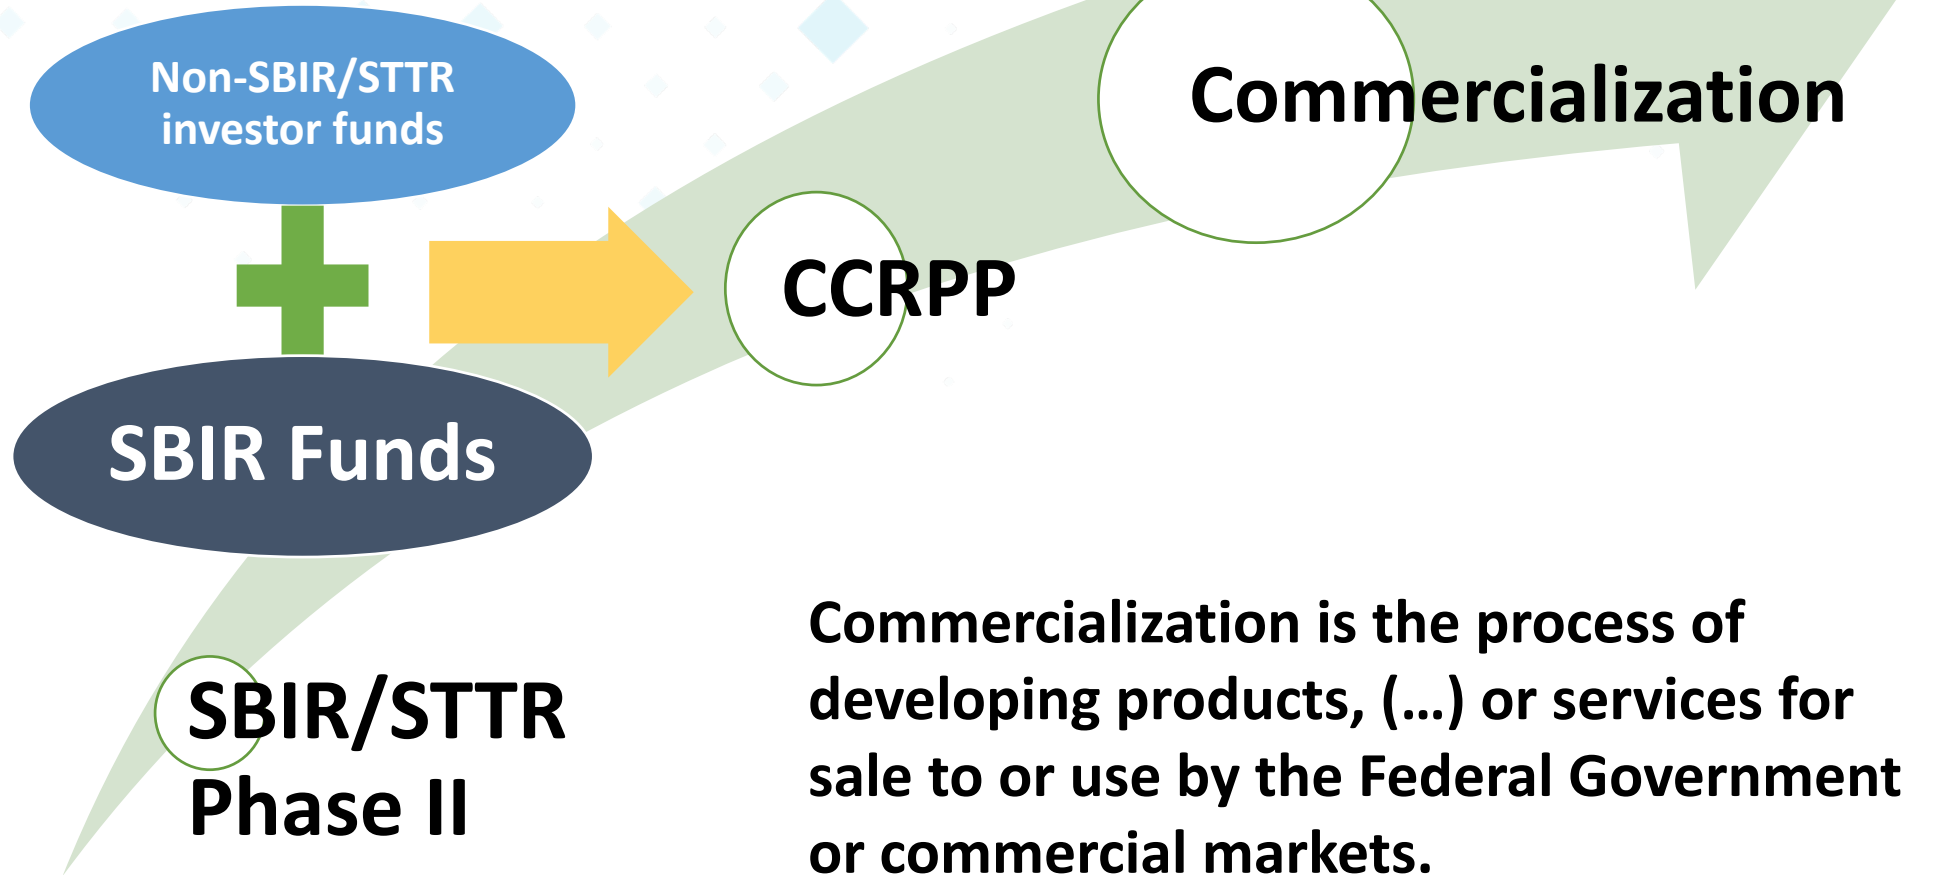 Non-SBIR/STTR
investor funds
Commercialization
CCRPP
SBIR Funds
SBIR/STTR
Phase II
Commercialization is the process of
developing products, (…) or services for
sale to or use by the Federal Government
or commercial markets.